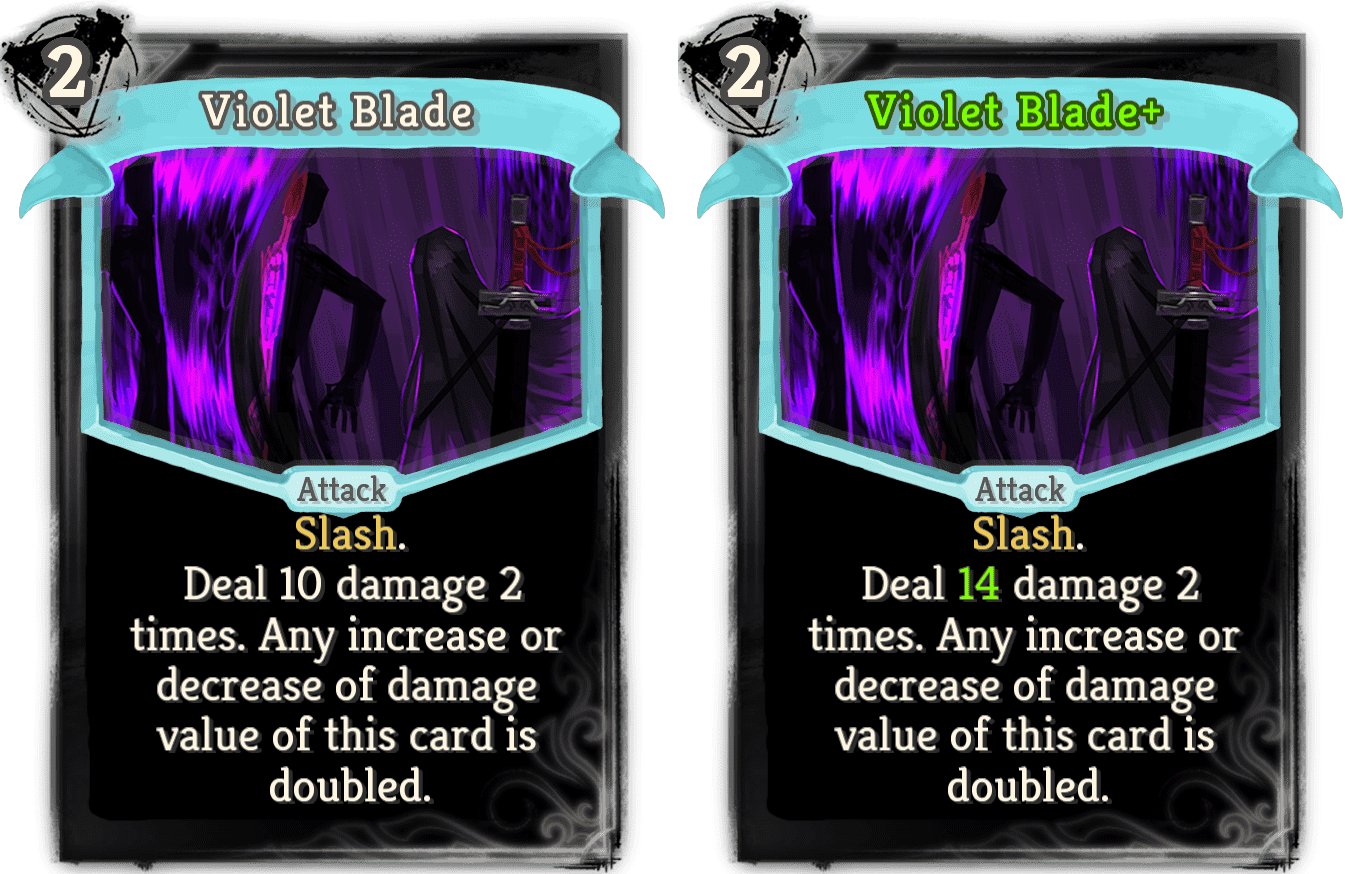 2
Violet Blade
Attack
Slash.
Deal 10 damage 2
times. Any increase or
decrease of damage
value of this card is
doubled.
2
Violet Blade+
Attack
Slash.
Deal 14 damage 2
times. Any increase or
decrease of damage
value of this card is
doubled.